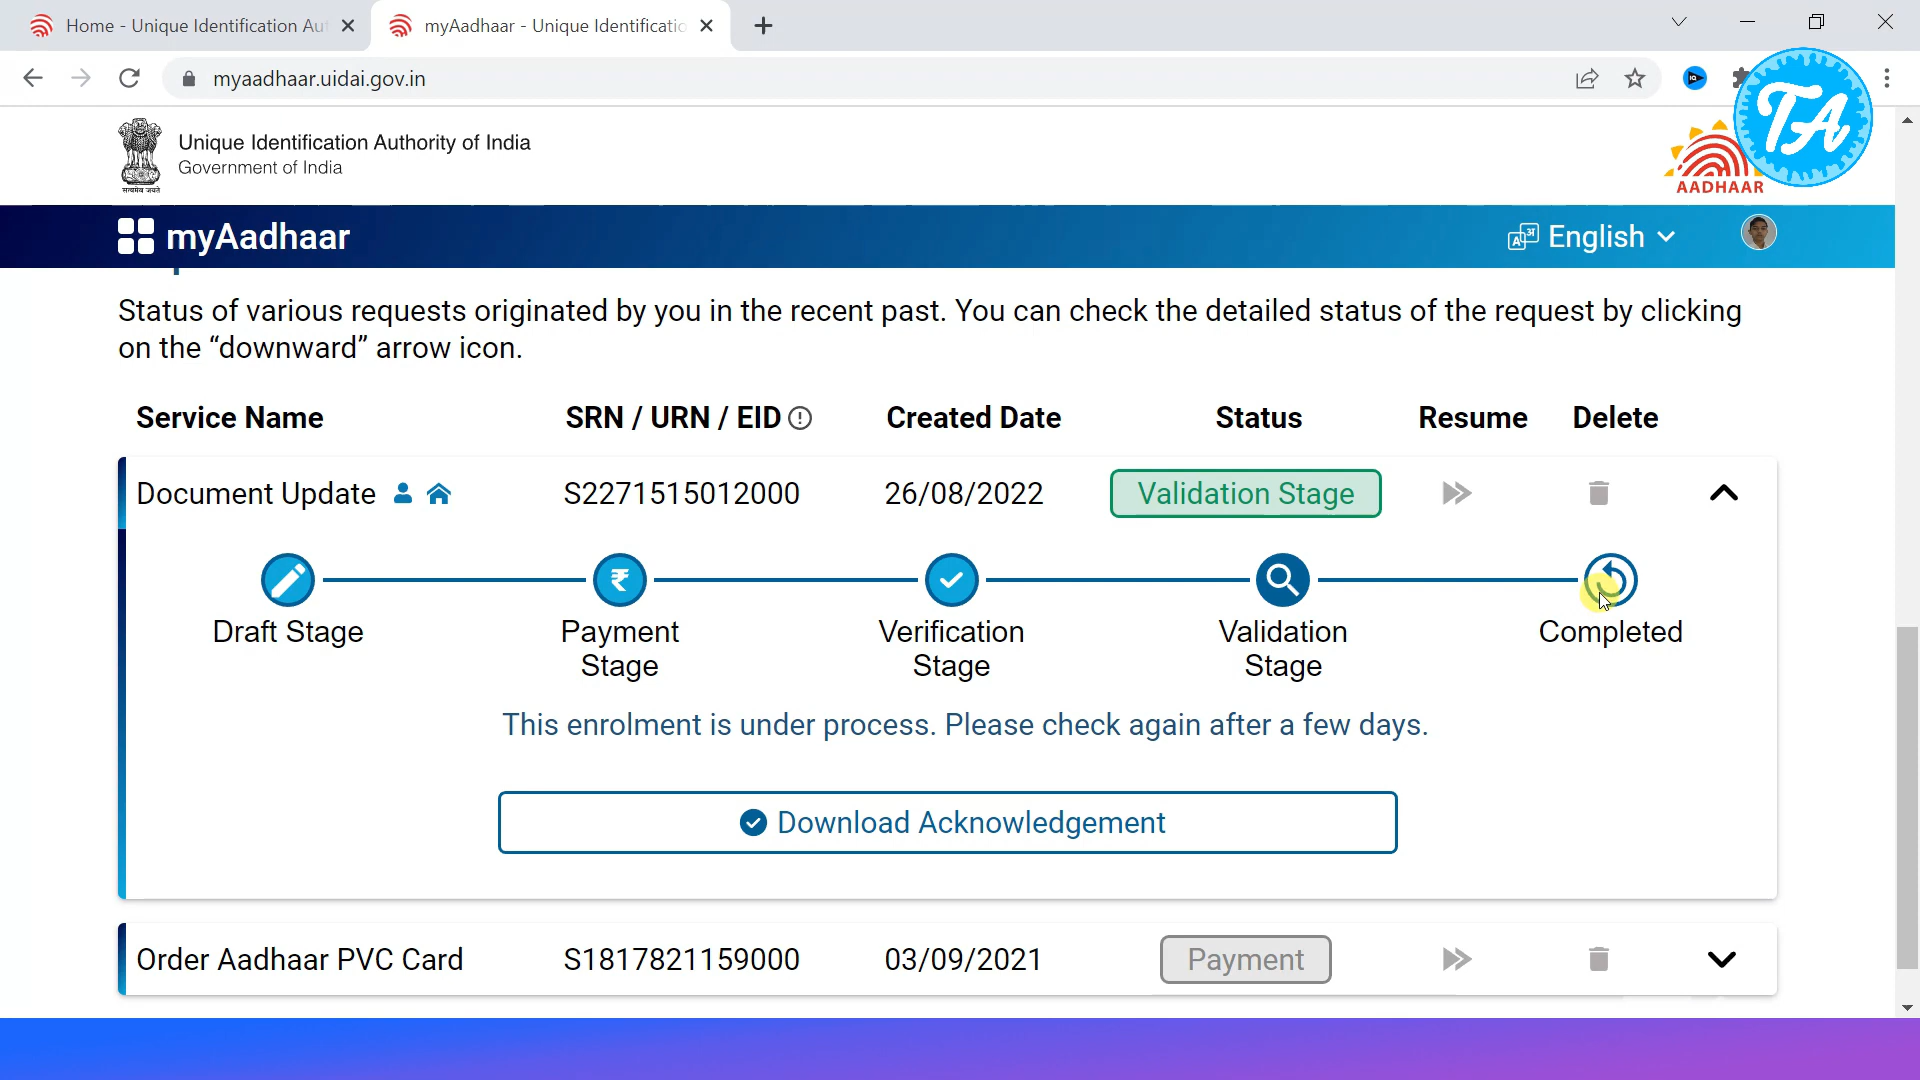 Home - Unique Identification Au
myAadhaar - Unique Identificatio
myaadhaar.uidai.gov.in
TA
सत्यमेव जयते
Unique Identification Authority of India
Government of India
AADHAAR
myAadhaar
English
Status of various requests originated by you in the recent past. You can check the detailed status of the request by clicking
on the “downward” arrow icon.
Service Name SRN / URN / EID Created Date Status Resume Delete
Document Update S2271515012000 26/08/2022 Validation Stage
Draft Stage
Payment
Stage
Verification
Stage
Validation
Stage
Completed
This enrolment is under process. Please check again after a few days.
Download Acknowledgement
Order Aadhaar PVC Card S1817821159000 03/09/2021 Payment